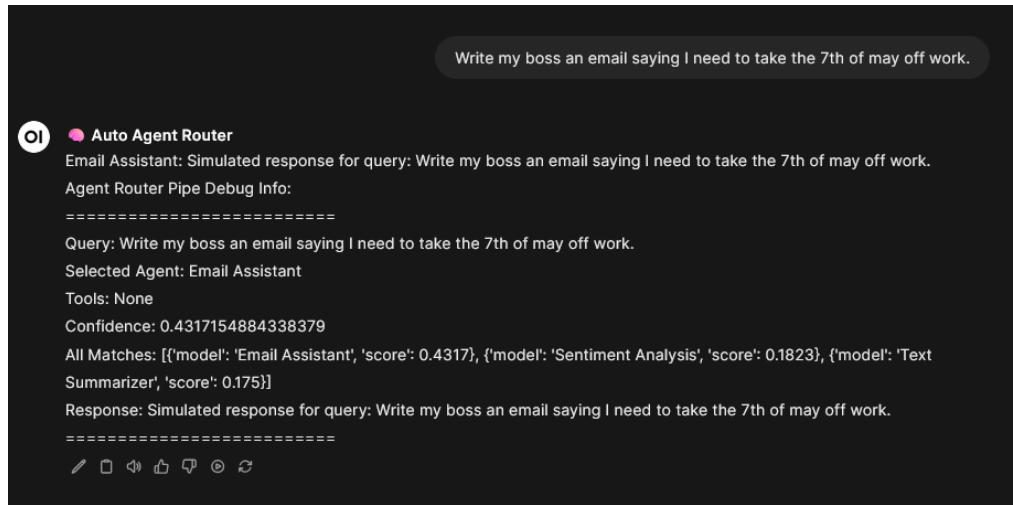 Write my boss an email saying I need to take the 7th of may off work.
OI
Auto Agent Router
Email Assistant: Simulated response for query: Write my boss an email saying I need to take the 7th of may off work.
Agent Router Pipe Debug Info:
==========================
Query: Write my boss an email saying I need to take the 7th of may off work.
Selected Agent: Email Assistant
Tools: None
Confidence: 0.4317154884338379
All Matches: [{'model': 'Email Assistant', 'score': 0.4317}, {'model': 'Sentiment Analysis', 'score': 0.1823}, {'model': 'Text
Summarizer', 'score': 0.175}]
Response: Simulated response for query: Write my boss an email saying I need to take the 7th of may off work.
==========================